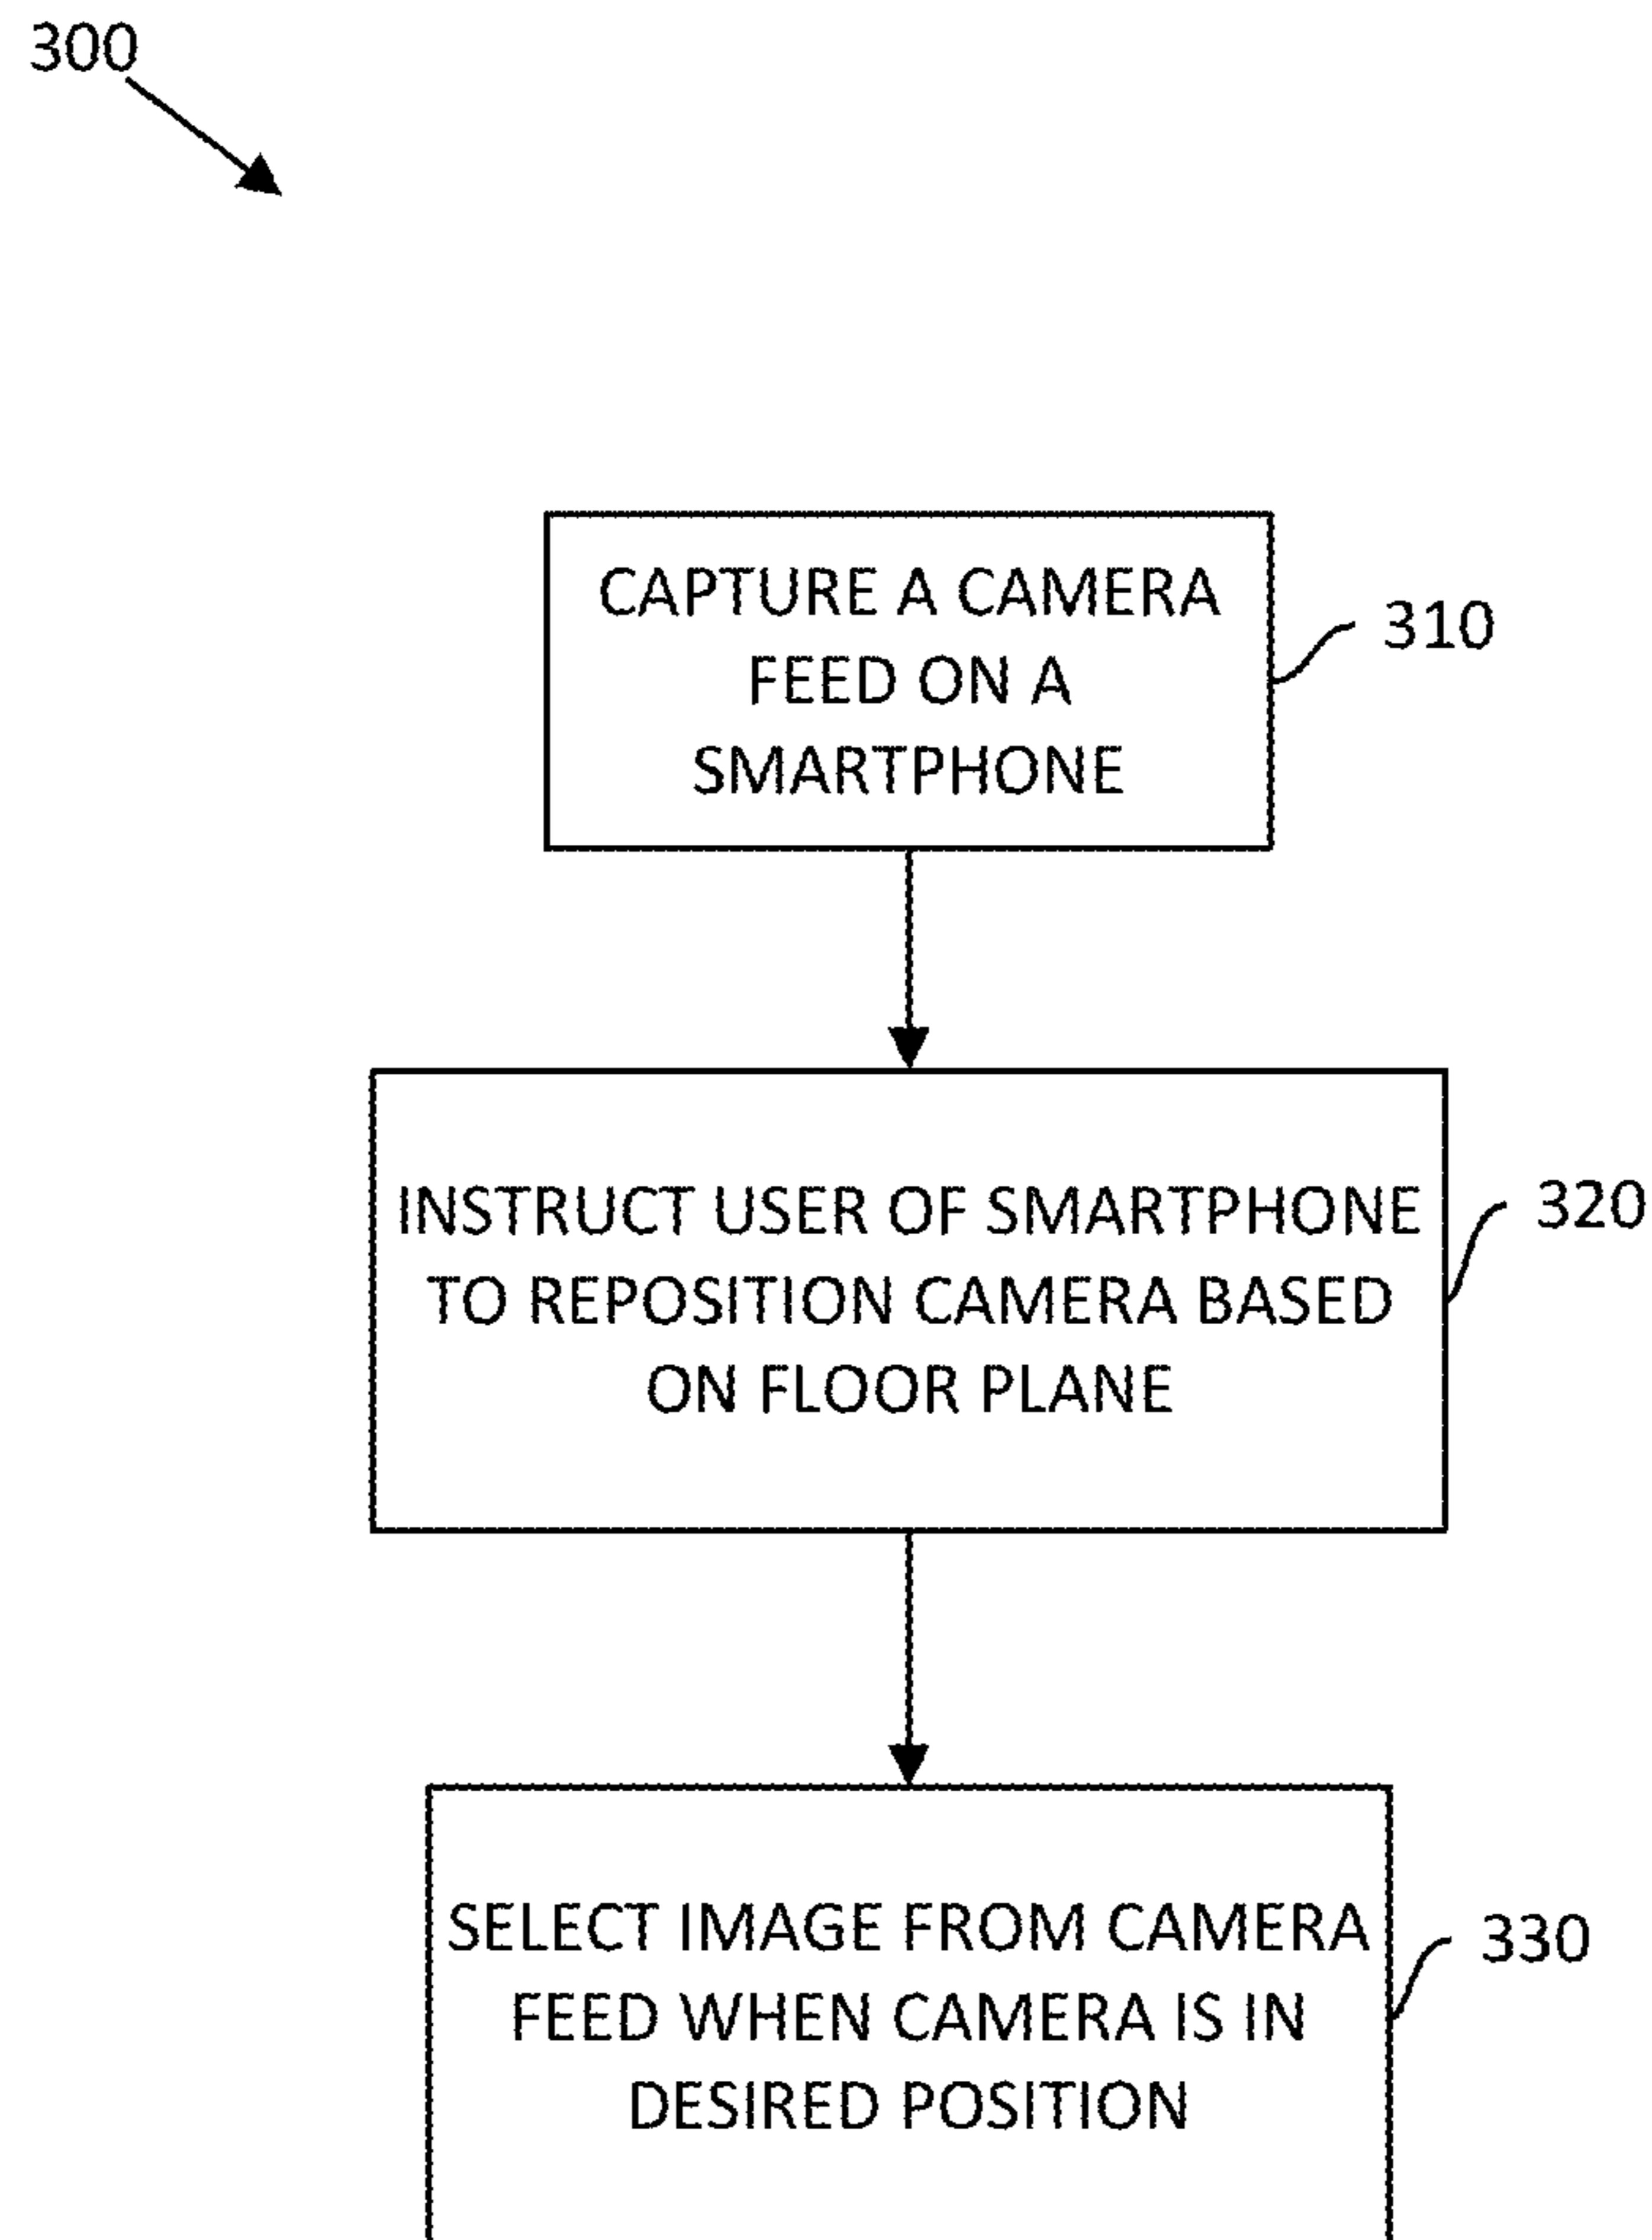 300
CAPTURE A CAMERA
FEED ON A
SMARTPHONE
310
INSTRUCT USER OF SMARTPHONE
TO REPOSITION CAMERA BASED
ON FLOOR PLANE
320
SELECT IMAGE FROM CAMERA
FEED WHEN CAMERA IS IN
DESIRED POSITION
330